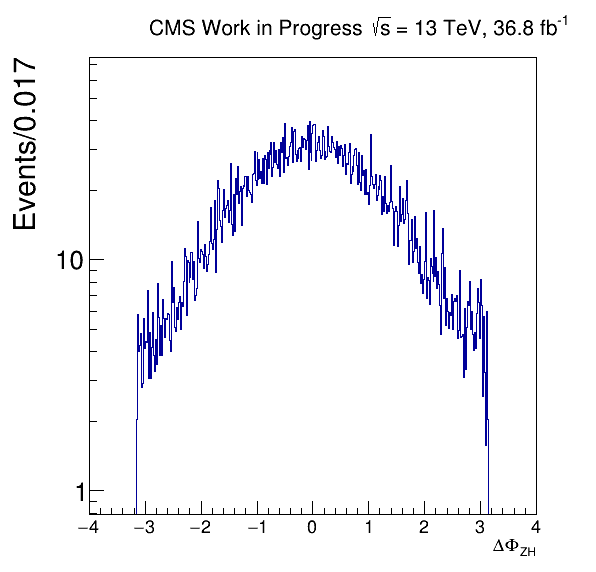 CMS Work in Progress √s = 13 TeV, 36.8 fb⁻¹
Events/0.017
10
1
−4 −3 −2 −1 0 1 2 3 4
ΔΦ_ZH